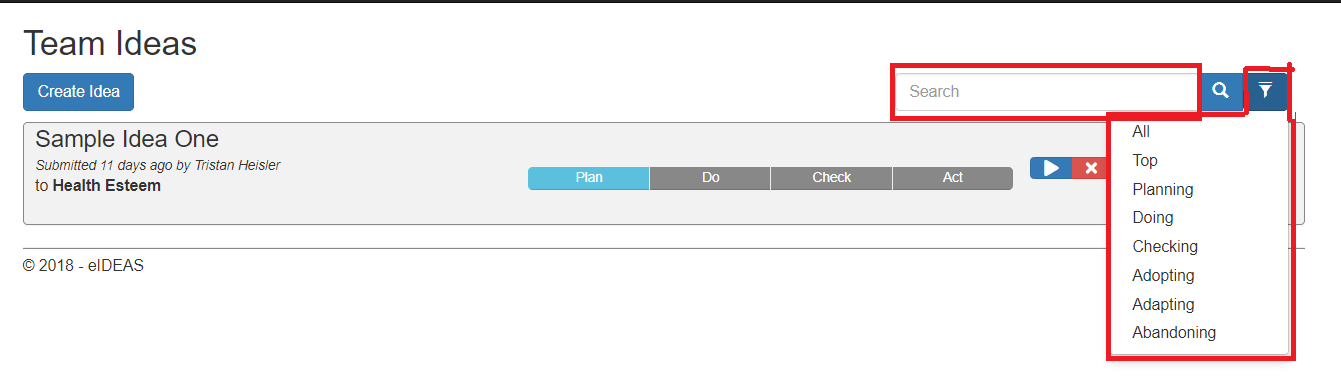 Team Ideas
Create Idea
Search
Sample Idea One
Submitted 11 days ago by Tristan Heisler
to Health Esteem
Plan Do Check Act
All
Top
Planning
Doing
Checking
Adopting
Adapting
Abandoning
© 2018 - eIDEAS